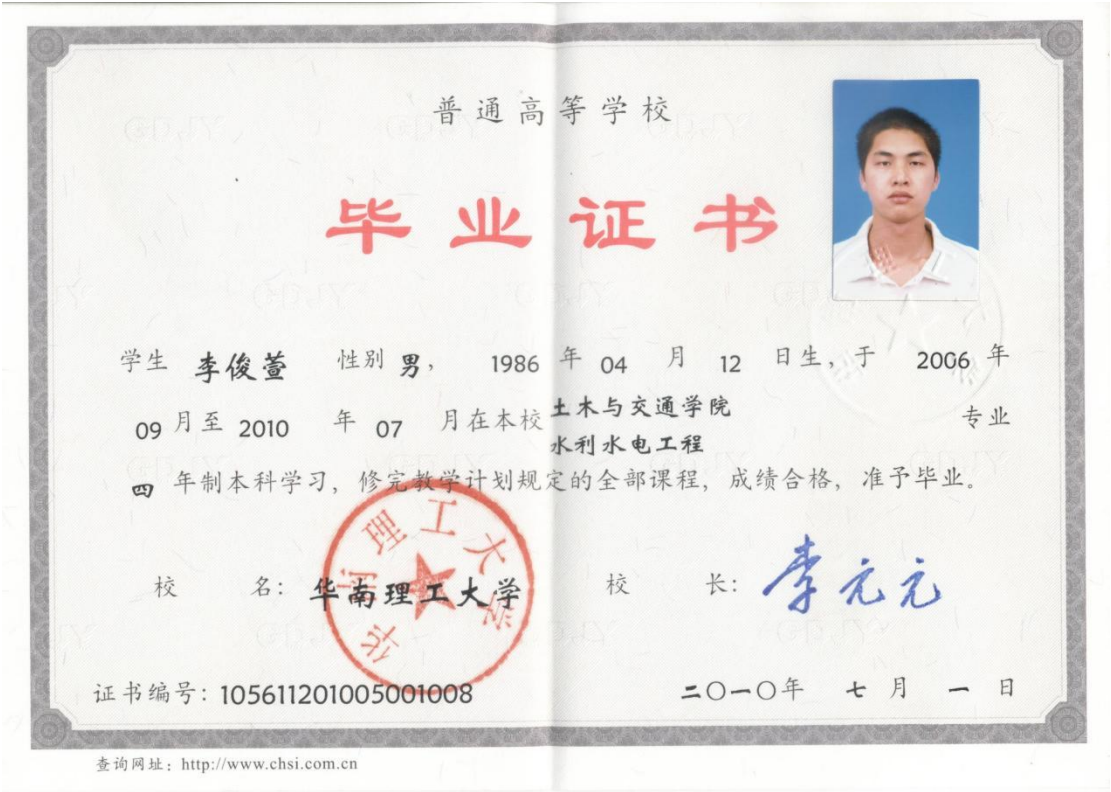 普通高等学校
毕业证书
学生 李俊萱 性别 男， 1986 年 04 月 12 日生，于 2006 年
09 月至 2010 年 07 月在本校 土木与交通学院
水利水电工程 专业
四 年制本科学习，修完教学计划规定的全部课程，成绩合格，准予毕业。
华南理工大学
校 名：华南理工大学 校 长：李元元
证书编号：105611201005001008 二〇一〇年 七 月 一 日
查询网址：http://www.chsi.com.cn